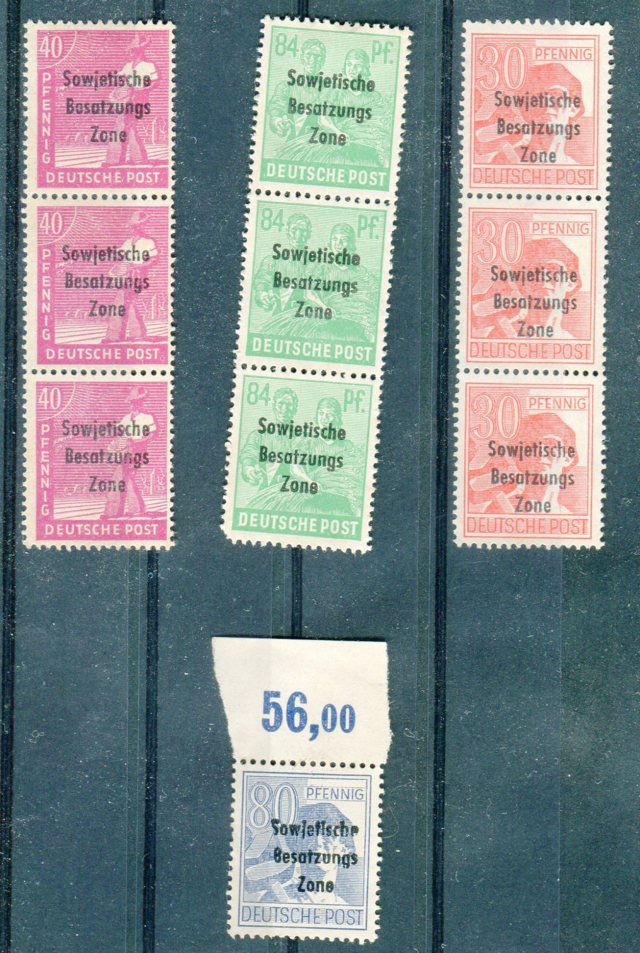 40
PFENNIG
Sowjetische
Besatzungs
Zone
DEUTSCHE POST
40
PFENNIG
Sowjetische
Besatzungs
Zone
DEUTSCHE POST
40
PFENNIG
Sowjetische
Besatzungs
Zone
DEUTSCHE POST
84 Pf.
Sowjetische
Besatzungs
Zone
DEUTSCHE POST
84 Pf.
Sowjetische
Besatzungs
Zone
DEUTSCHE POST
84 Pf.
Sowjetische
Besatzungs
Zone
DEUTSCHE POST
30 PFENNIG
Sowjetische
Besatzungs
Zone
DEUTSCHE POST
30 PFENNIG
Sowjetische
Besatzungs
Zone
DEUTSCHE POST
30 PFENNIG
Sowjetische
Besatzungs
Zone
DEUTSCHE POST
56,00
80 PFENNIG
Sowjetische
Besatzungs
Zone
DEUTSCHE POST